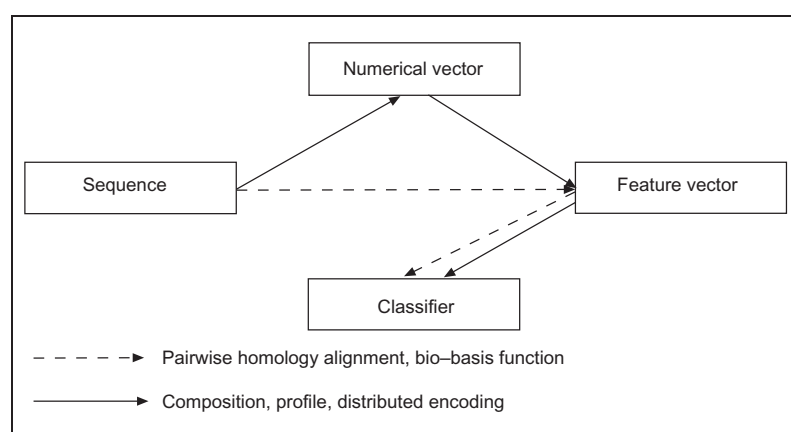 Numerical vector
Sequence
Feature vector
Classifier
Pairwise homology alignment, bio–basis function
Composition, profile, distributed encoding